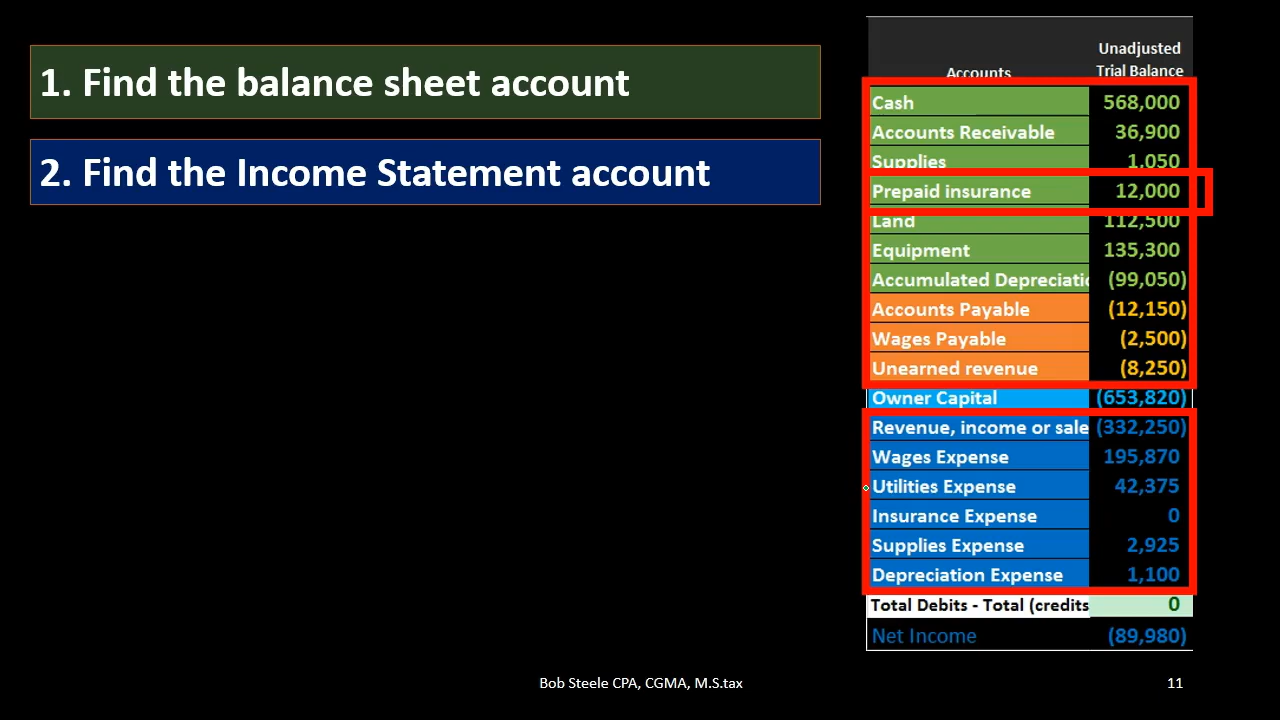 1. Find the balance sheet account
2. Find the Income Statement account
Unadjusted
Accounts Trial Balance
Cash 568,000
Accounts Receivable 36,900
Supplies 1,050
Prepaid insurance 12,000
Land 112,500
Equipment 135,300
Accumulated Depreciatio (99,050)
Accounts Payable (12,150)
Wages Payable (2,500)
Unearned revenue (8,250)
Owner Capital (653,820)
Revenue, income or sale (332,250)
Wages Expense 195,870
Utilities Expense 42,375
Insurance Expense 0
Supplies Expense 2,925
Depreciation Expense 1,100
Total Debits - Total (credits 0
Net Income (89,980)
Bob Steele CPA, CGMA, M.S.tax
11